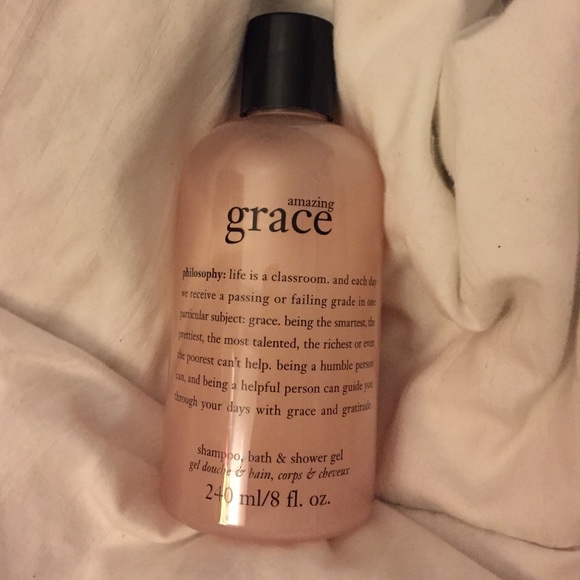 amazing
grace
philosophy: life is a classroom. and each day
we receive a passing or failing grade in one
particular subject: grace. being the smartest, the
prettiest, the most talented, the richest or even
the poorest can't help. being a humble person
can, and being a helpful person can guide you
through your days with grace and gratitude.
shampoo, bath & shower gel
gel douche & bain, corps & cheveux
240 ml/8 fl. oz.